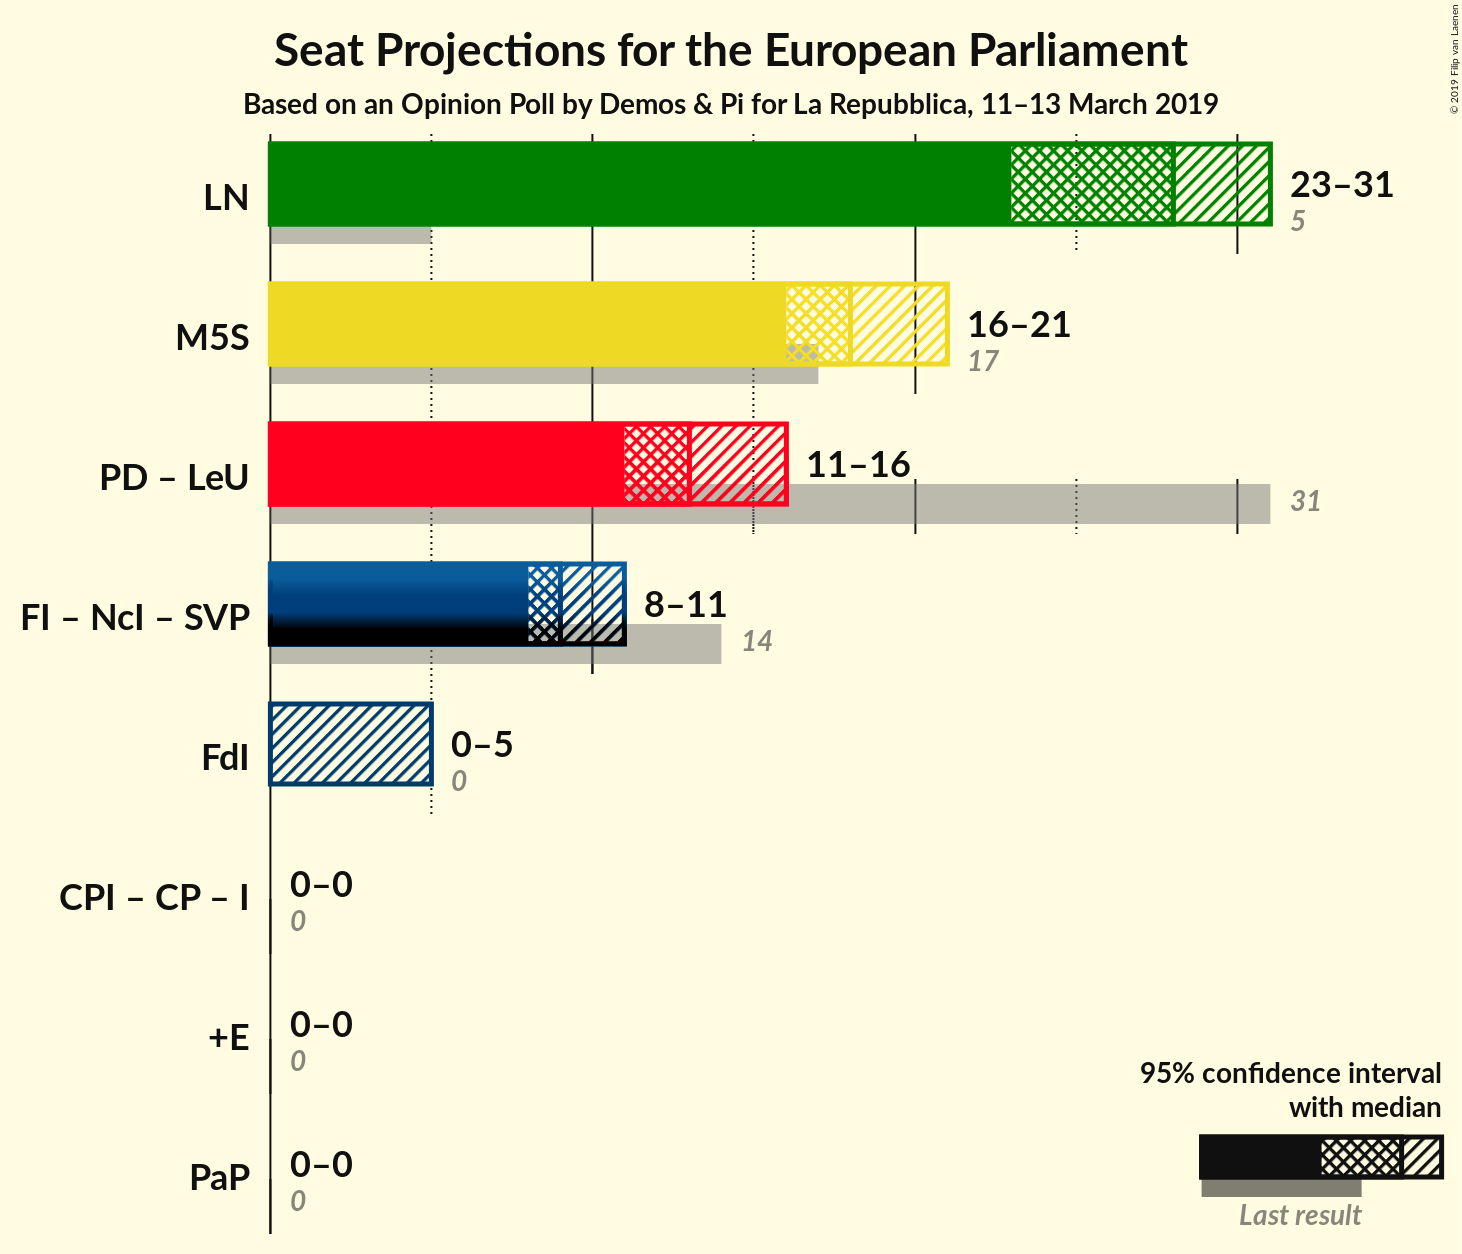 Seat Projections for the European Parliament
Based on an Opinion Poll by Demos & Pi for La Repubblica, 11–13 March 2019
© 2019 Filip van Laenen
LN
23–31
5
M5S
16–21
17
PD – LeU
11–16
31
FI – NcI – SVP
8–11
14
FdI
0–5
0
CPI – CP – I
0–0
0
+E
0–0
0
PaP
0–0
0
95% confidence interval
with median
Last result